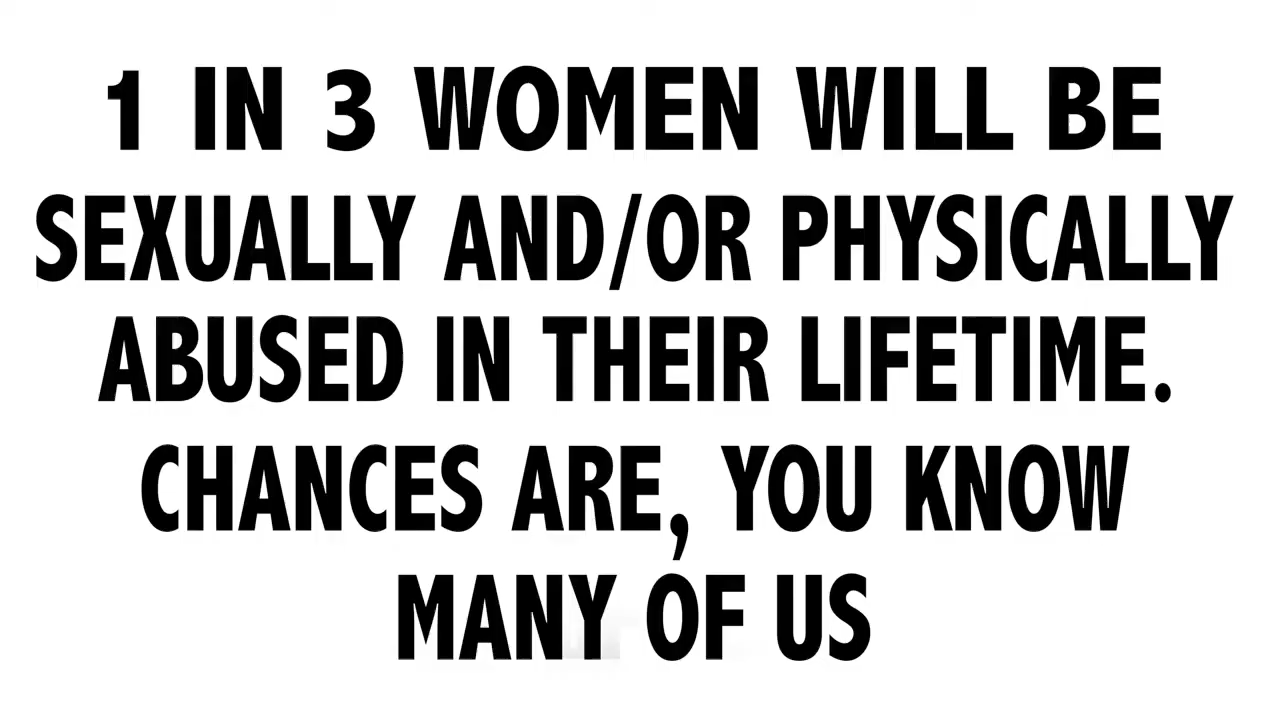 1 IN 3 WOMEN WILL BE
SEXUALLY AND/OR PHYSICALLY
ABUSED IN THEIR LIFETIME.
CHANCES ARE, YOU KNOW
MANY OF US